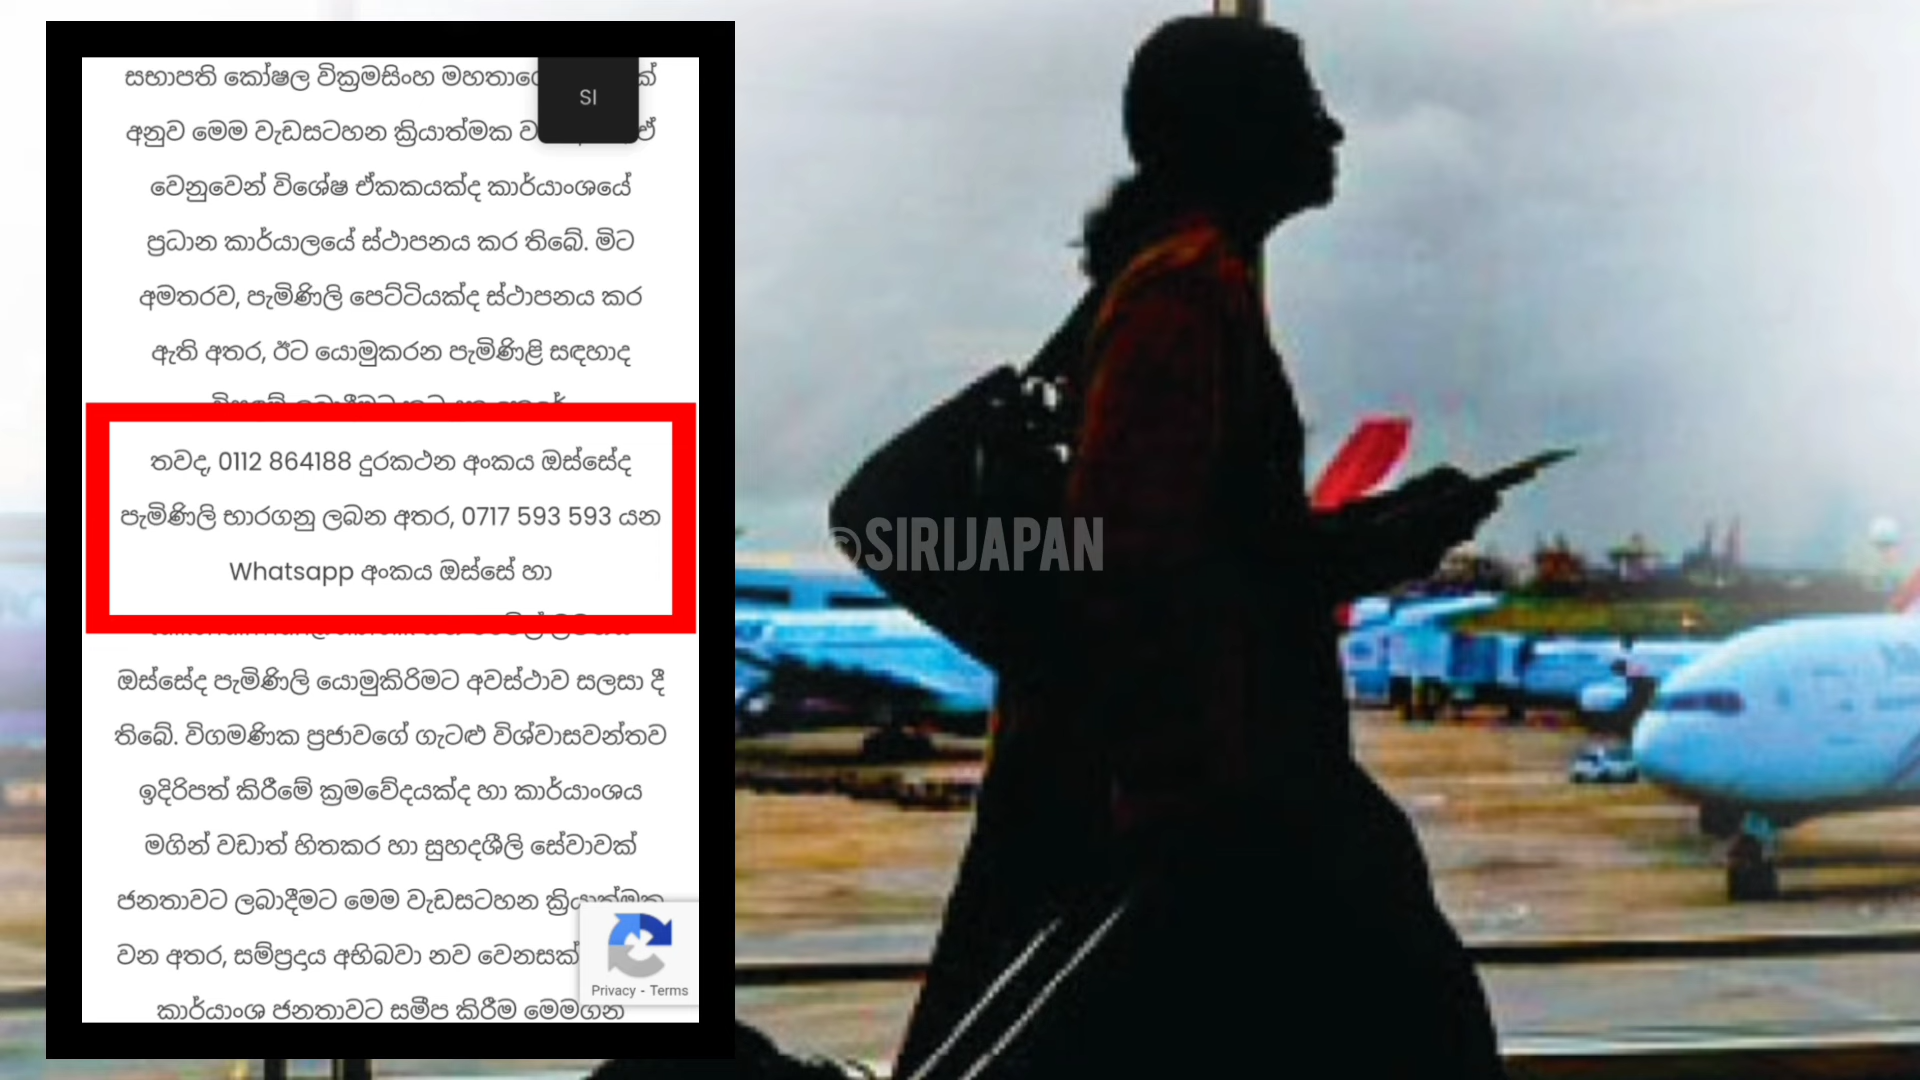 සභාපති කෝෂල වික්‍රමසිංහ මහතාගේ
SI
අනුව මෙම වැඩසටහන ක්‍රියාත්මක
වෙනුවෙන් විශේෂ ඒකකයක්ද කාර්යාංශයේ
ප්‍රධාන කාර්යාලයේ ස්ථාපනය කර තිබේ. මිට
අමතරව, පැමිණිලි පෙට්ටියක්ද ස්ථාපනය කර
ඇති අතර, ඊට යොමුකරන පැමිණිළි සඳහාද
තවද, 0112 864188 දුරකථන අංකය ඔස්සේද
පැමිණිලි භාරගනු ලබන අතර, 0717 593 593 යන
Whatsapp අංකය ඔස්සේ හා
ඔස්සේද පැමිණිලි යොමුකිරිමට අවස්ථාව සලසා දී
තිබේ. විගමණික ප්‍රජාවගේ ගැටළු විශ්වාසවන්තව
ඉදිරිපත් කිරීමේ ක්‍රමවේදයක්ද හා කාර්යාංශය
මගින් වඩාත් හිතකර හා සුහදශීලි සේවාවක්
ජනතාවට ලබාදීමට මෙම වැඩසටහන ක්‍රියාත්මක
වන අතර, සම්ප්‍රදාය අභිබවා නව වෙනසක්
කාර්යාංශ ජනතාවට සමීප කිරීම මෙමගින්
Privacy - Terms
©SIRIJAPAN